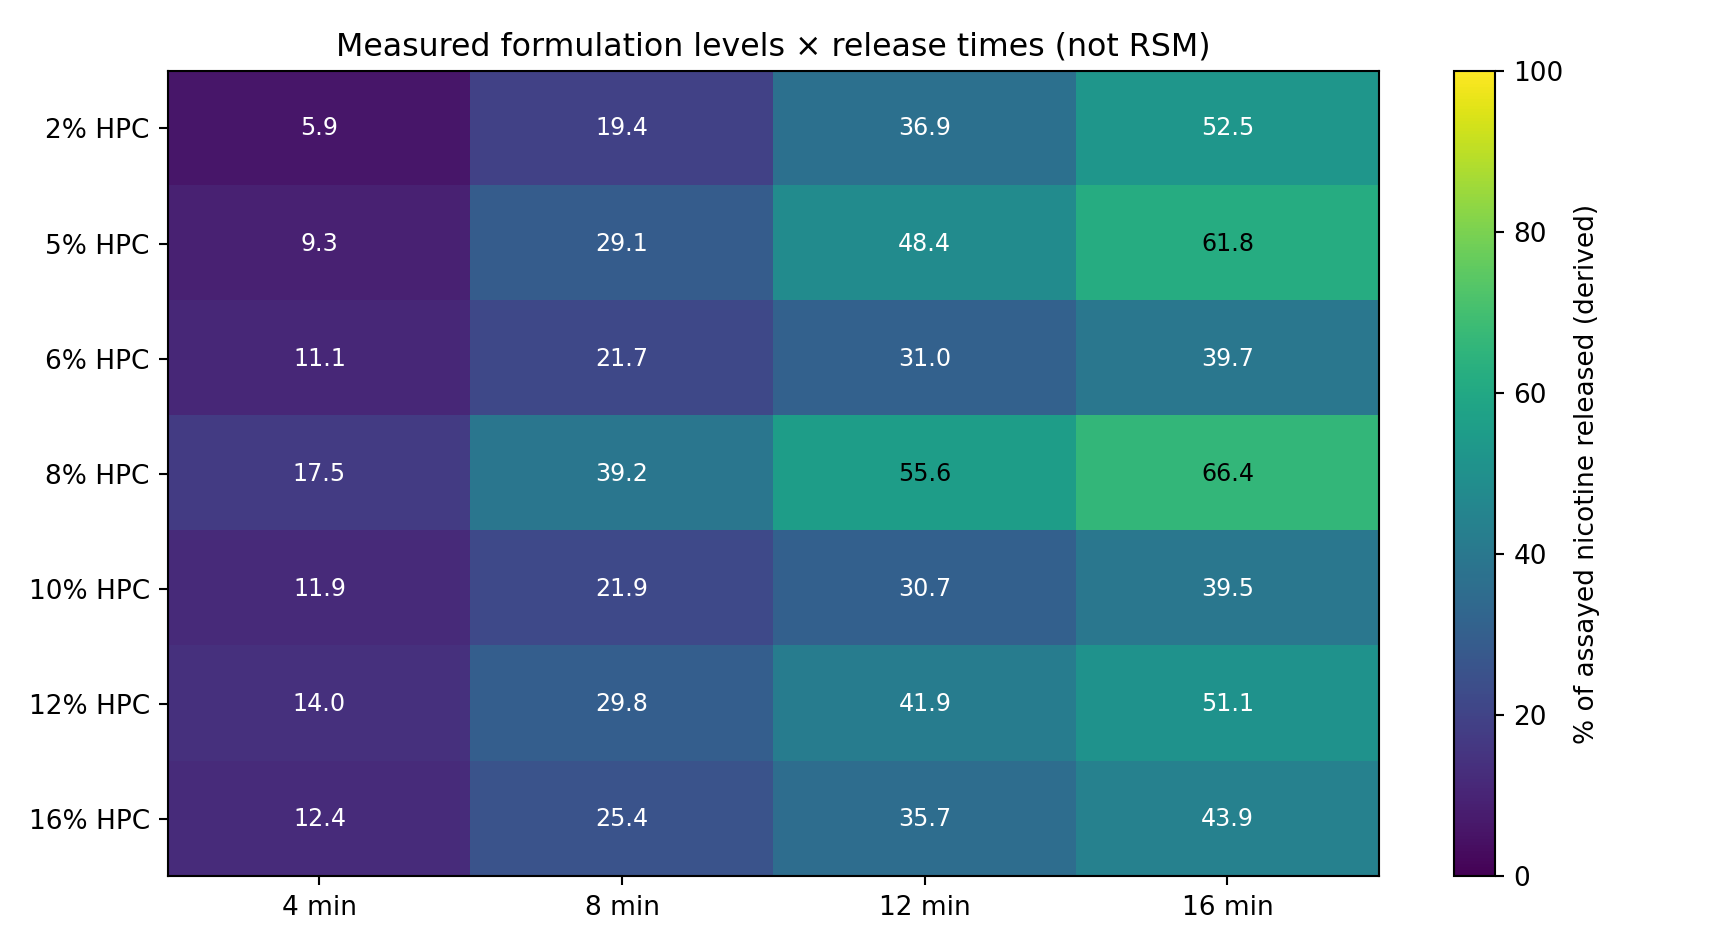 Measured formulation levels × release times (not RSM)
2% HPC 5.9 19.4 36.9 52.5
5% HPC 9.3 29.1 48.4 61.8
6% HPC 11.1 21.7 31.0 39.7
8% HPC 17.5 39.2 55.6 66.4
10% HPC 11.9 21.9 30.7 39.5
12% HPC 14.0 29.8 41.9 51.1
16% HPC 12.4 25.4 35.7 43.9
4 min 8 min 12 min 16 min
100
80
60
40
20
0
% of assayed nicotine released (derived)